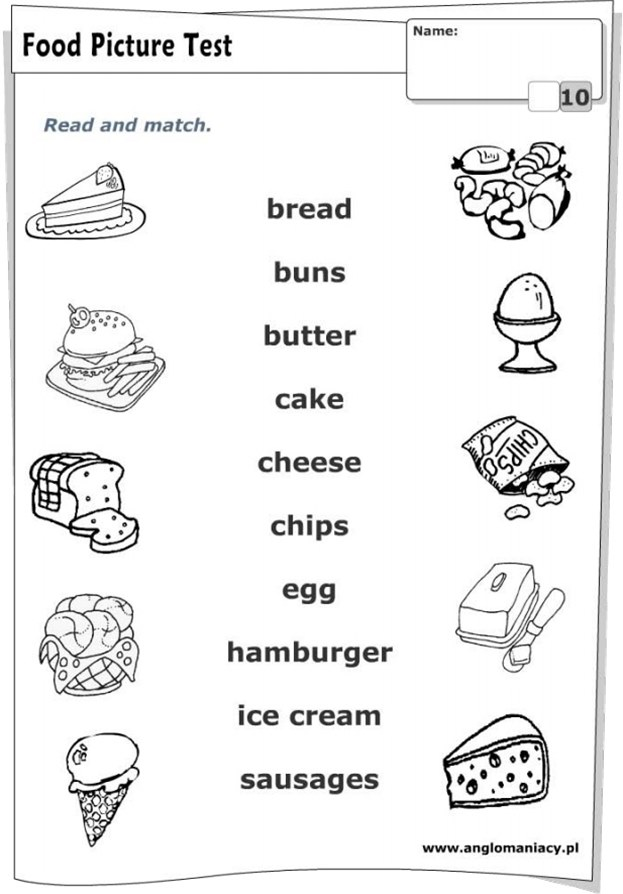 Food Picture Test
Name:
10
Read and match.
bread
buns
butter
cake
cheese
CHIPS
chips
egg
hamburger
ice cream
sausages
www.anglomaniacy.pl